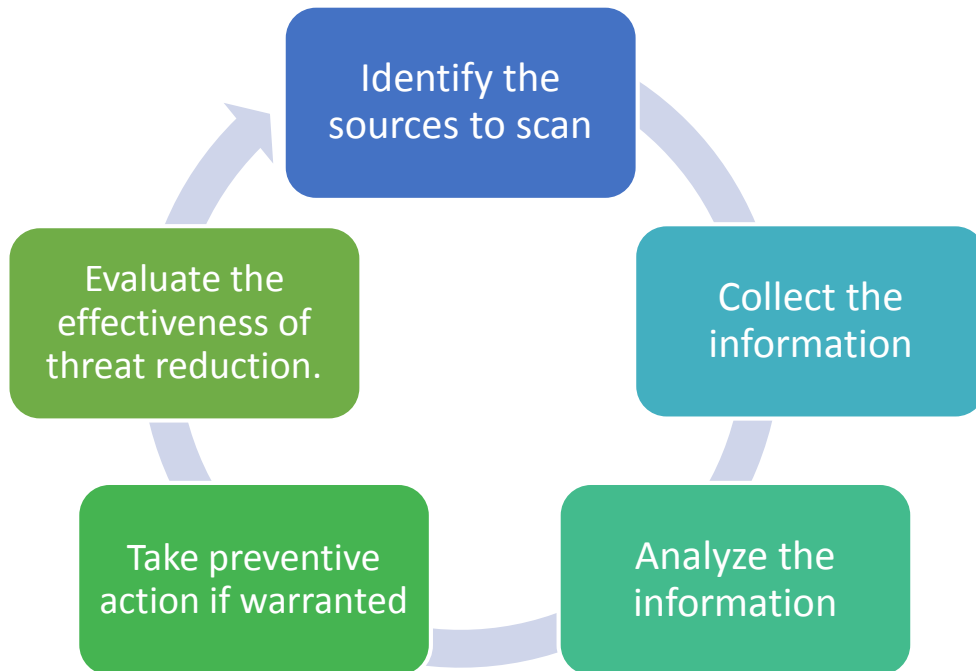 Identify the
sources to scan
Collect the
information
Analyze the
information
Take preventive
action if warranted
Evaluate the
effectiveness of
threat reduction.